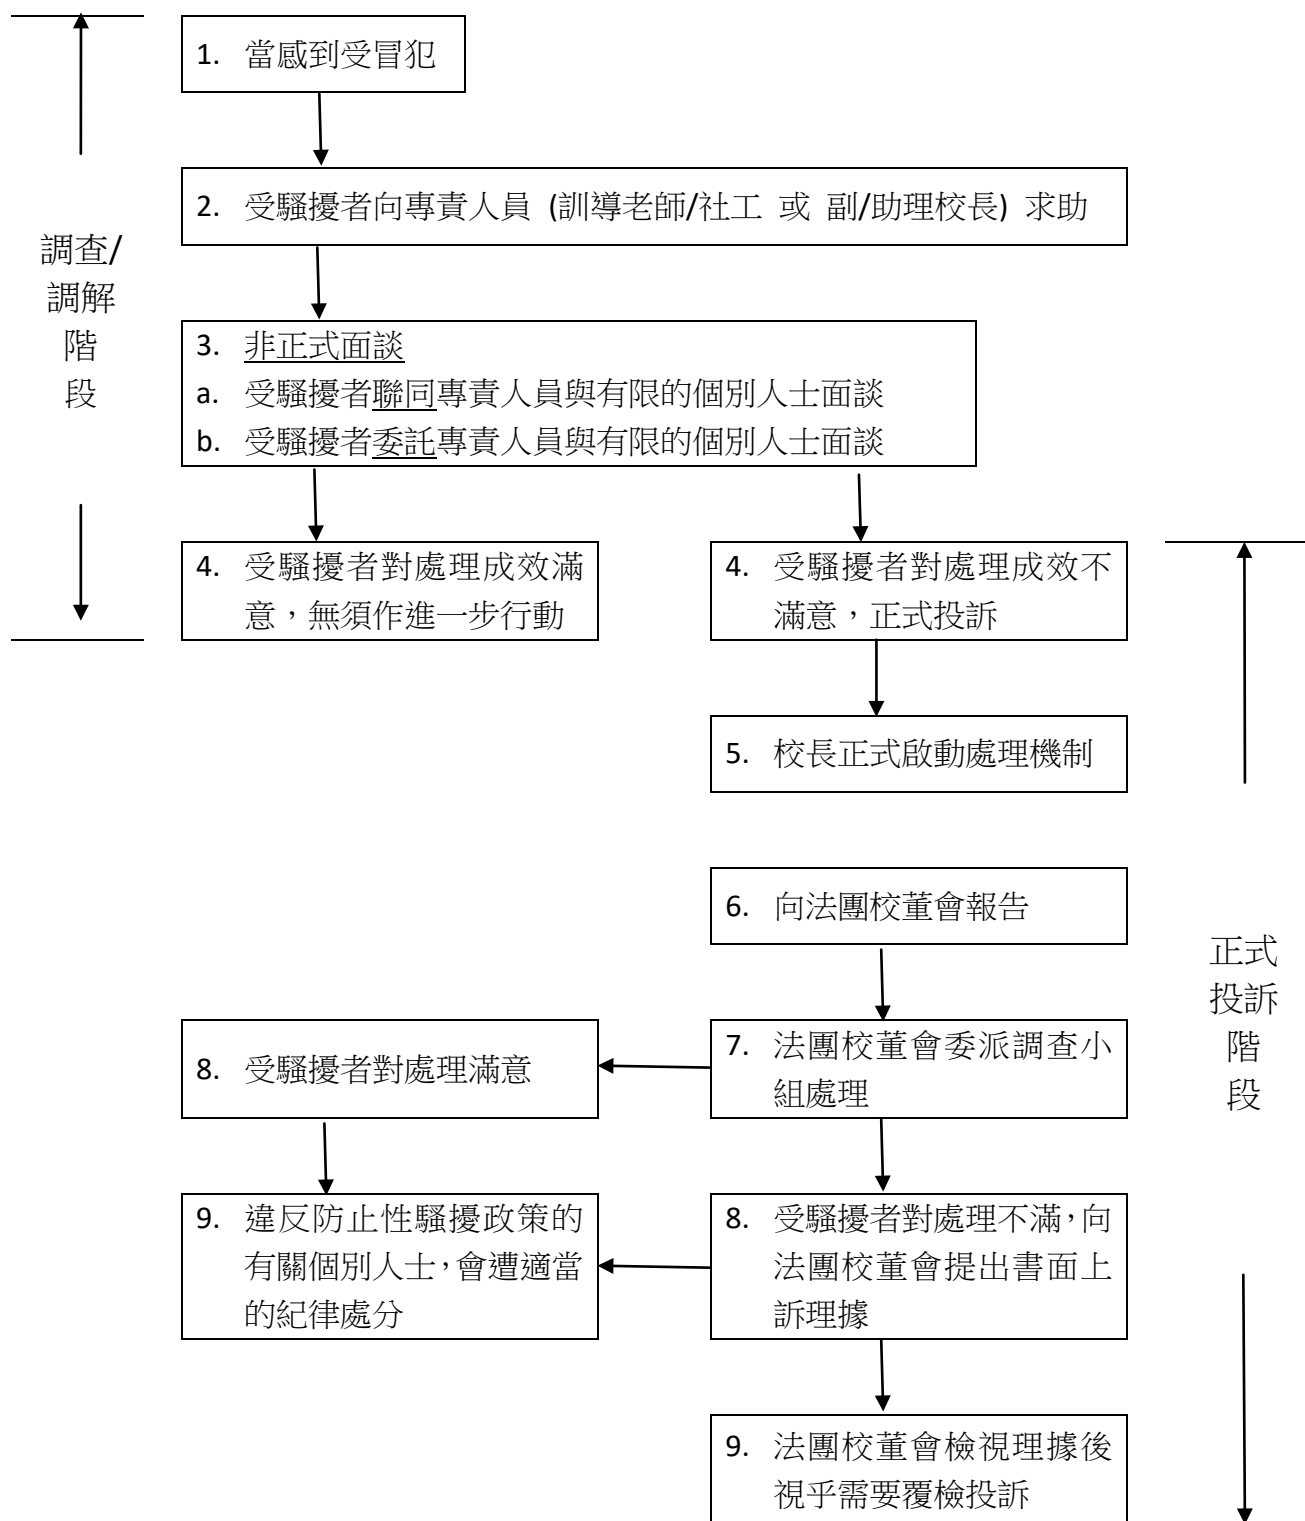 1. 當感到受冒犯
2. 受騷擾者向專責人員 (訓導老師/社工 或 副/助理校長) 求助
調查/
調解
階
段
3. 非正式面談
a. 受騷擾者聯同專責人員與有限的個別人士面談
b. 受騷擾者委託專責人員與有限的個別人士面談
4. 受騷擾者對處理成效滿
意，無須作進一步行動
4. 受騷擾者對處理成效不
滿意，正式投訴
5. 校長正式啟動處理機制
6. 向法團校董會報告
正式
投訴
階
段
7. 法團校董會委派調查小
組處理
8. 受騷擾者對處理滿意
8. 受騷擾者對處理不滿，向
法團校董會提出書面上
訴理據
9. 違反防止性騷擾政策的
有關個別人士，會遭適當
的紀律處分
9. 法團校董會檢視理據後
視乎需要覆檢投訴